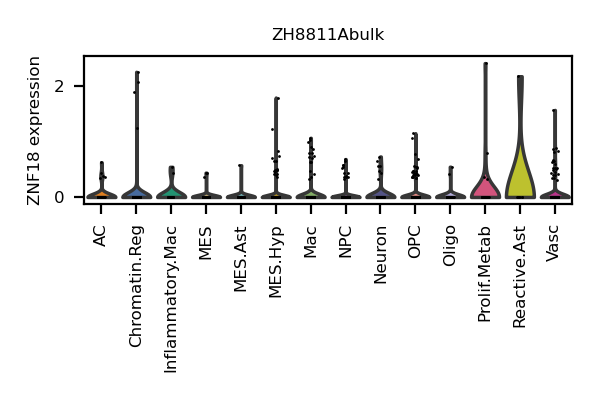 ZH8811Abulk
ZNF18 expression
2
0
AC
Chromatin.Reg
Inflammatory.Mac
MES
MES.Ast
MES.Hyp
Mac
NPC
Neuron
OPC
Oligo
Prolif.Metab
Reactive.Ast
Vasc